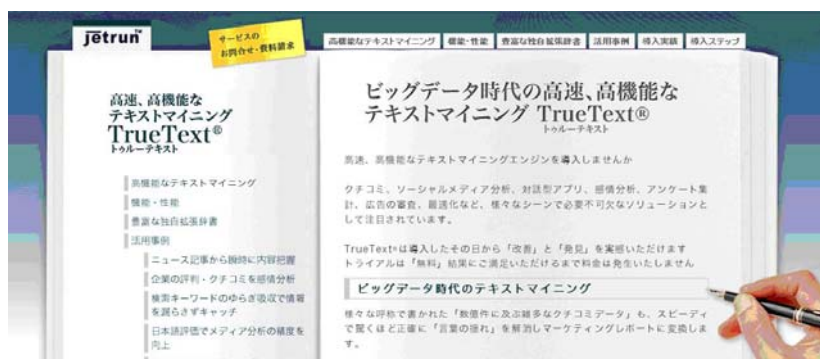 jetrun
サービスの
お問合せ・資料請求
高機能なテキストマイニング
機能・性能
豊富な独自拡張辞書
活用事例
導入実績
導入ステップ
高速、高機能な
テキストマイニング
TrueText®
トゥルーテキスト
高機能なテキストマイニング
機能・性能
豊富な独自拡張辞書
活用事例
ニュース記事から瞬時に内容把握
企業の評判・クチコミを感情分析
検索キーワードのゆらぎ吸収で情報
を漏らさずキャッチ
日本語評価でメディア分析の精度を
向上
ビッグデータ時代の高速、高機能な
テキストマイニング TrueText®
トゥルーテキスト
高速、高機能なテキストマイニングエンジンを導入しませんか
クチコミ、ソーシャルメディア分析、対話型アプリ、感情分析、アンケート集
計、広告の審査、最適化など、様々なシーンで必要不可欠なソリューションと
して注目されています。
TrueText®は導入したその日から「改善」と「発見」を実感いただけます
トライアルは「無料」結果にご満足いただけるまで料金は発生いたしません
ビッグデータ時代のテキストマイニング
様々な呼称で書かれた「数億件に及ぶ雑多なクチコミデータ」も、スピーディ
で驚くほど正確に「言葉の揺れ」を解消しマーケティングレポートに変換しま
す。